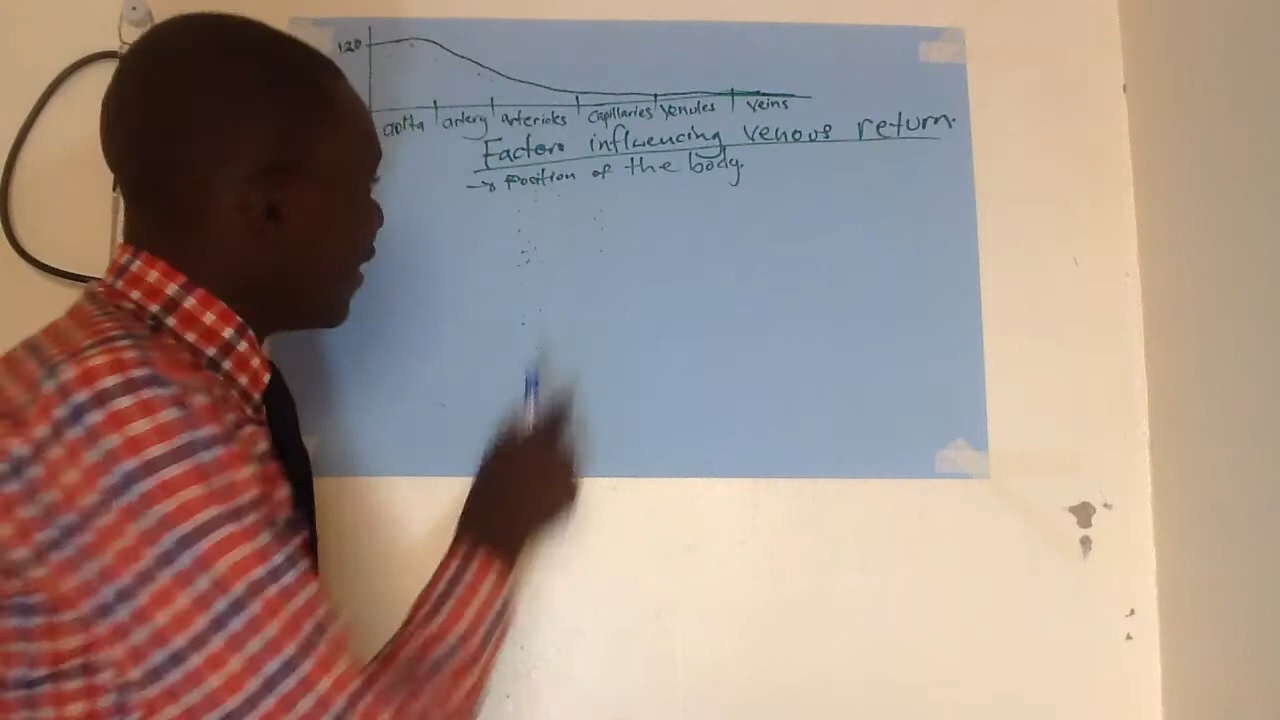 120
aorta artery arterioles capillaries venules veins
Factors influencing venous return.
→ Position of the body.